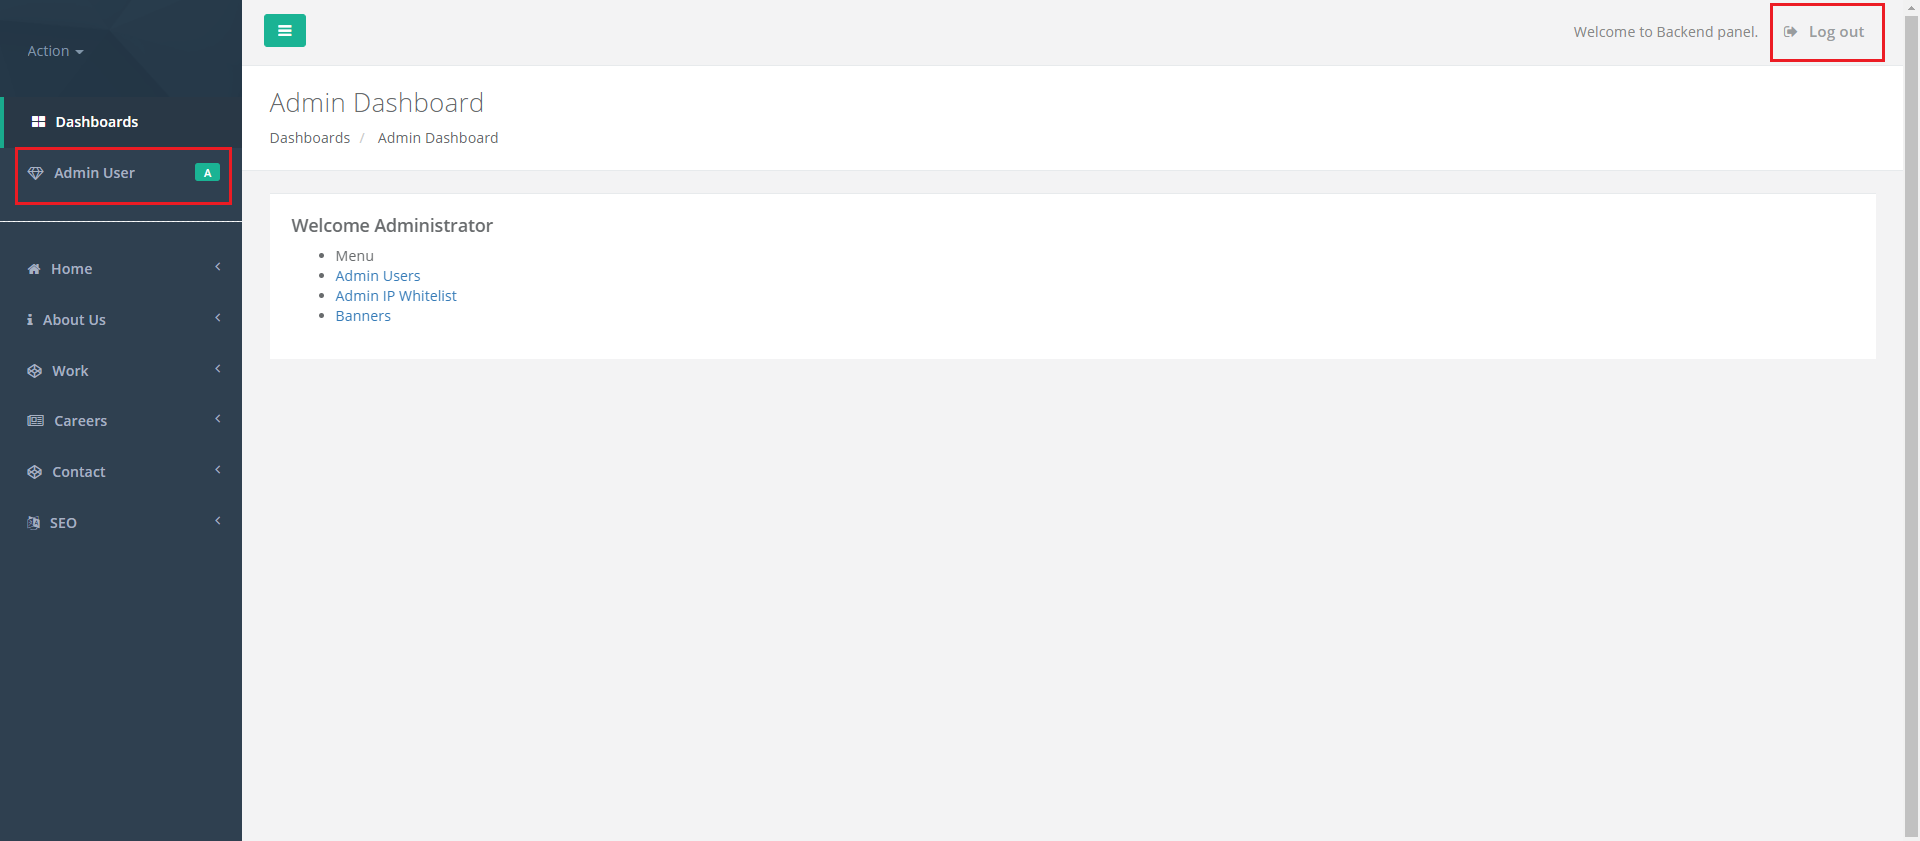 Action
Dashboards
Admin User A
Home
About Us
Work
Careers
Contact
SEO
Welcome to Backend panel. Log out
Admin Dashboard
Dashboards / Admin Dashboard
Welcome Administrator
Menu
Admin Users
Admin IP Whitelist
Banners